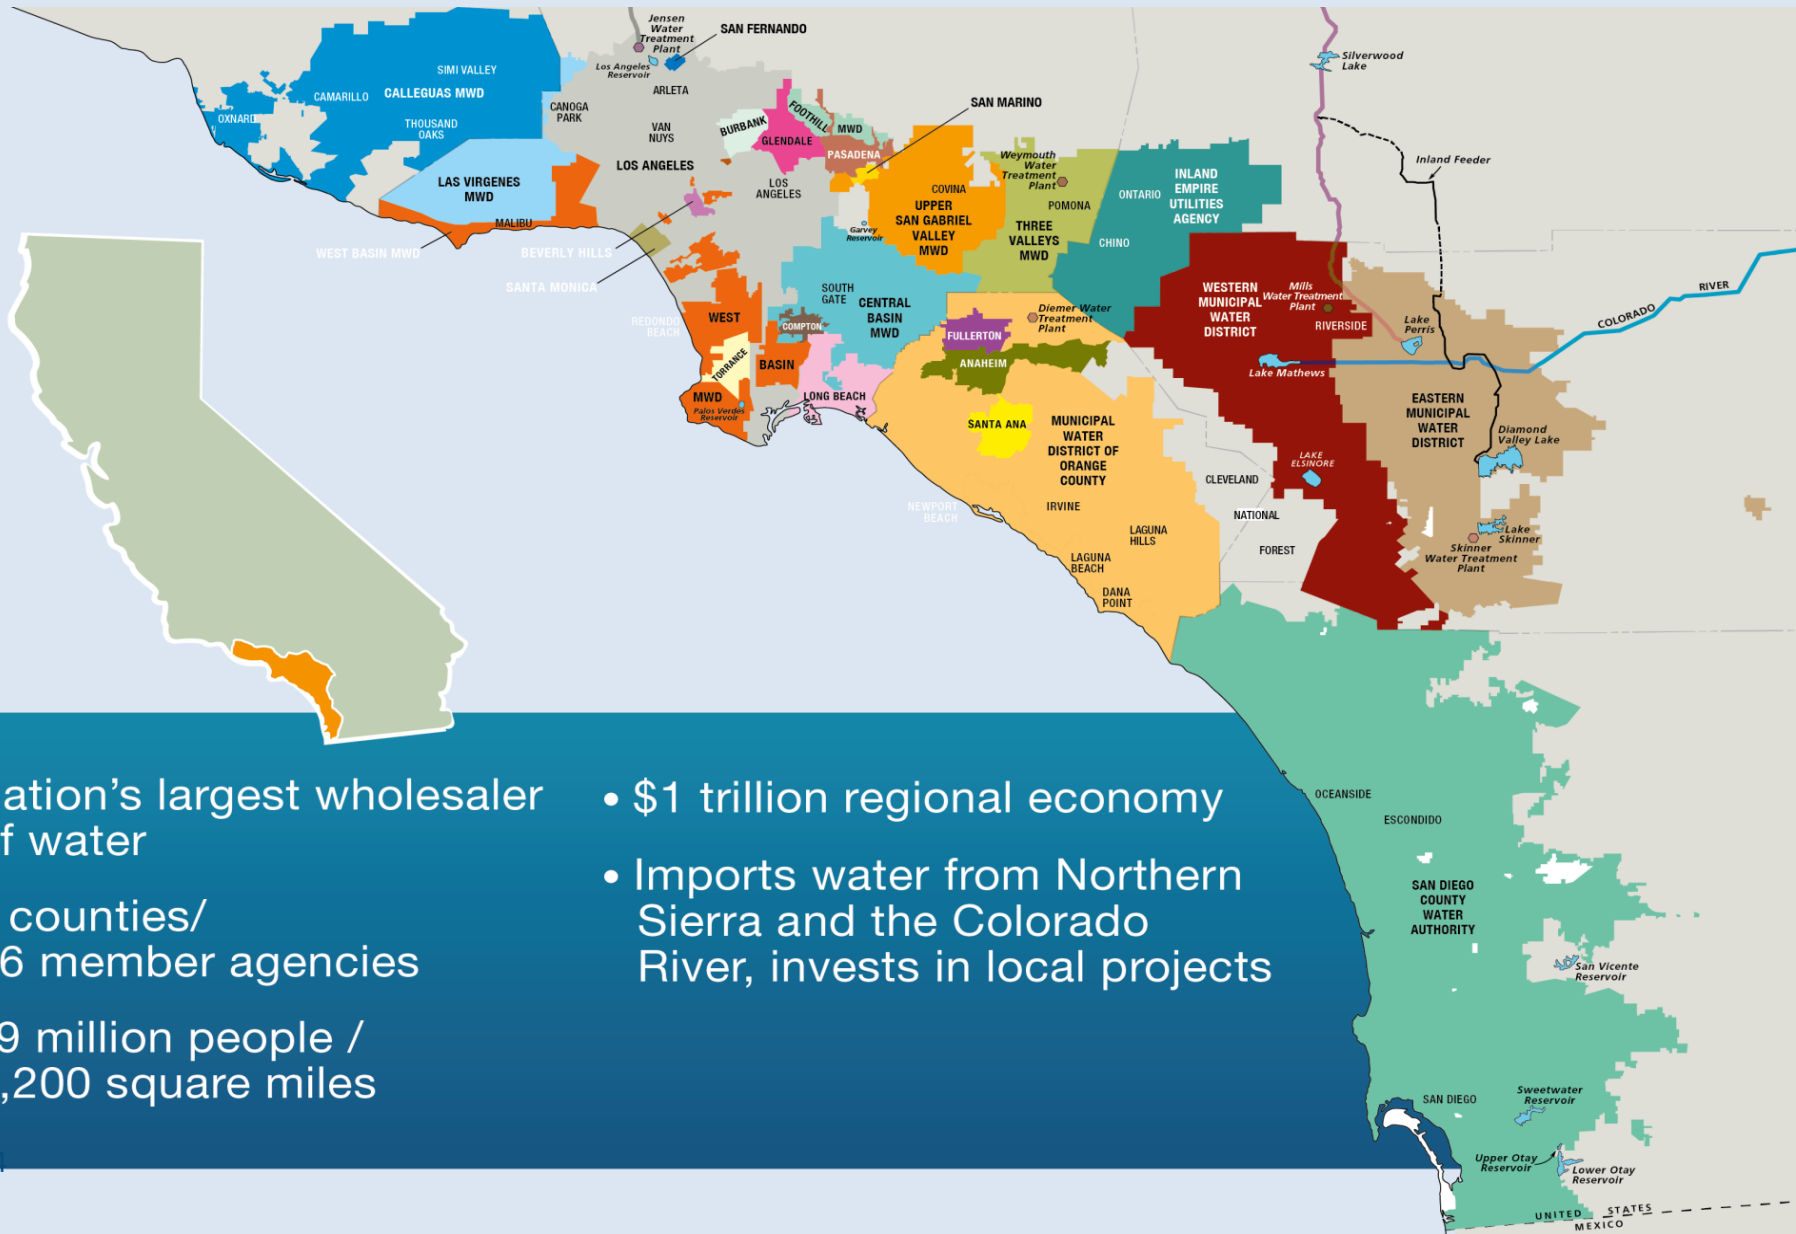 Jensen
Water
Treatment
Plant
SAN FERNANDO
Los Angeles
Reservoir
ARLETA
SIMI VALLEY
CAMARILLO
CALLEGUAS MWD
OXNARD
THOUSAND
OAKS
CANOGA
PARK
VAN
NUYS
BURBANK
GLENDALE
FOOTHILL
MWD
PASADENA
SAN MARINO
LOS ANGELES
LOS
ANGELES
LAS VIRGENES
MWD
MALIBU
WEST BASIN MWD
BEVERLY HILLS
SANTA MONICA
Garvey
Reservoir
COVINA
UPPER
SAN GABRIEL
VALLEY
MWD
Weymouth
Water
Treatment
Plant
POMONA
THREE
VALLEYS
MWD
ONTARIO
INLAND
EMPIRE
UTILITIES
AGENCY
CHINO
Silverwood
Lake
Inland Feeder
SOUTH
GATE
CENTRAL
BASIN
MWD
REDONDO
BEACH
WEST
COMPTON
TORRANCE
BASIN
MWD
Palos Verdes
Reservoir
LONG BEACH
Diemer Water
Treatment
Plant
FULLERTON
ANAHEIM
SANTA ANA
MUNICIPAL
WATER
DISTRICT OF
ORANGE
COUNTY
WESTERN
MUNICIPAL
WATER
DISTRICT
Mills
Water Treatment
Plant
RIVERSIDE
Lake
Perris
Lake Mathews
COLORADO
RIVER
EASTERN
MUNICIPAL
WATER
DISTRICT
Diamond
Valley Lake
LAKE
ELSINORE
CLEVELAND
NATIONAL
FOREST
Lake
Skinner
Skinner
Water Treatment
Plant
NEWPORT
BEACH
IRVINE
LAGUNA
HILLS
LAGUNA
BEACH
DANA
POINT
ation's largest wholesaler
f water
counties/
6 member agencies
9 million people /
,200 square miles
• $1 trillion regional economy
• Imports water from Northern
Sierra and the Colorado
River, invests in local projects
OCEANSIDE
ESCONDIDO
SAN DIEGO
COUNTY
WATER
AUTHORITY
San Vicente
Reservoir
SAN DIEGO
Sweetwater
Reservoir
Upper Otay
Reservoir
Lower Otay
Reservoir
UNITED STATES
MEXICO